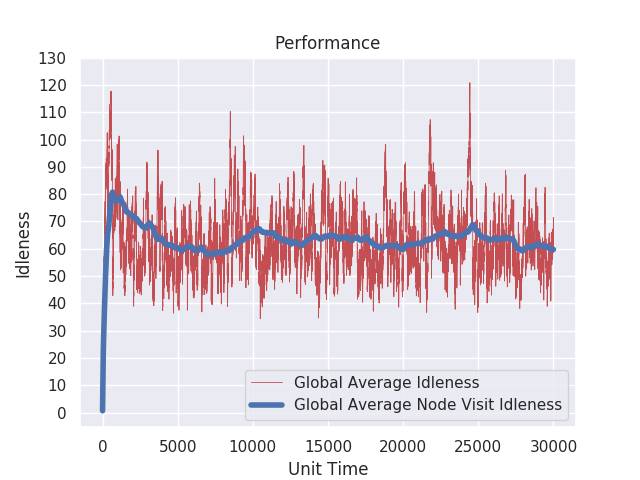 Performance
Idleness
130
120
110
100
90
80
70
60
50
40
30
20
10
0
Global Average Idleness
Global Average Node Visit Idleness
0 5000 10000 15000 20000 25000 30000
Unit Time